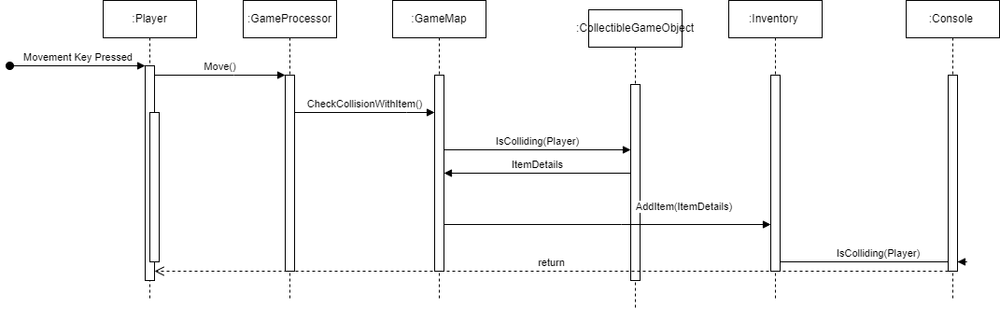 :Player
:GameProcessor
:GameMap
:CollectibleGameObject
:Inventory
:Console
Movement Key Pressed
Move()
CheckCollisionWithItem()
IsColliding(Player)
ItemDetails
AddItem(ItemDetails)
IsColliding(Player)
return